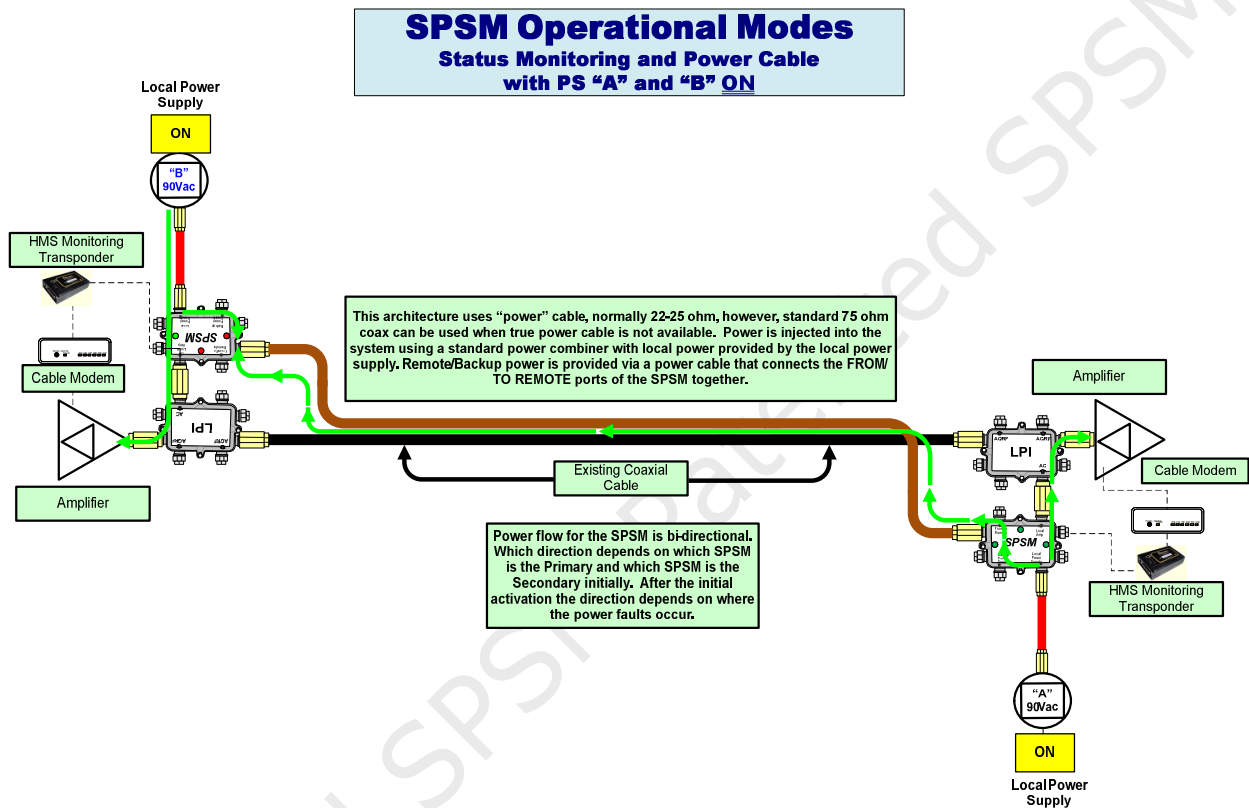 SPSM Operational Modes
Status Monitoring and Power Cable
with PS “A” and “B” ON
Local Power
Supply
ON
“B”
90Vac
HMS Monitoring
Transponder
SPSM
Cable Modem
AC
LPI
Amplifier
This architecture uses “power” cable, normally 22-25 ohm, however, standard 75 ohm
coax can be used when true power cable is not available. Power is injected into the
system using a standard power combiner with local power provided by the local power
supply. Remote/Backup power is provided via a power cable that connects the FROM/
TO REMOTE ports of the SPSM together.
Existing Coaxial
Cable
Power flow for the SPSM is bi-directional.
Which direction depends on which SPSM
is the Primary and which SPSM is the
Secondary initially. After the initial
activation the direction depends on where
the power faults occur.
Amplifier
LPI
AC
Cable Modem
SPSM
HMS Monitoring
Transponder
“A”
90Vac
ON
Local Power
Supply